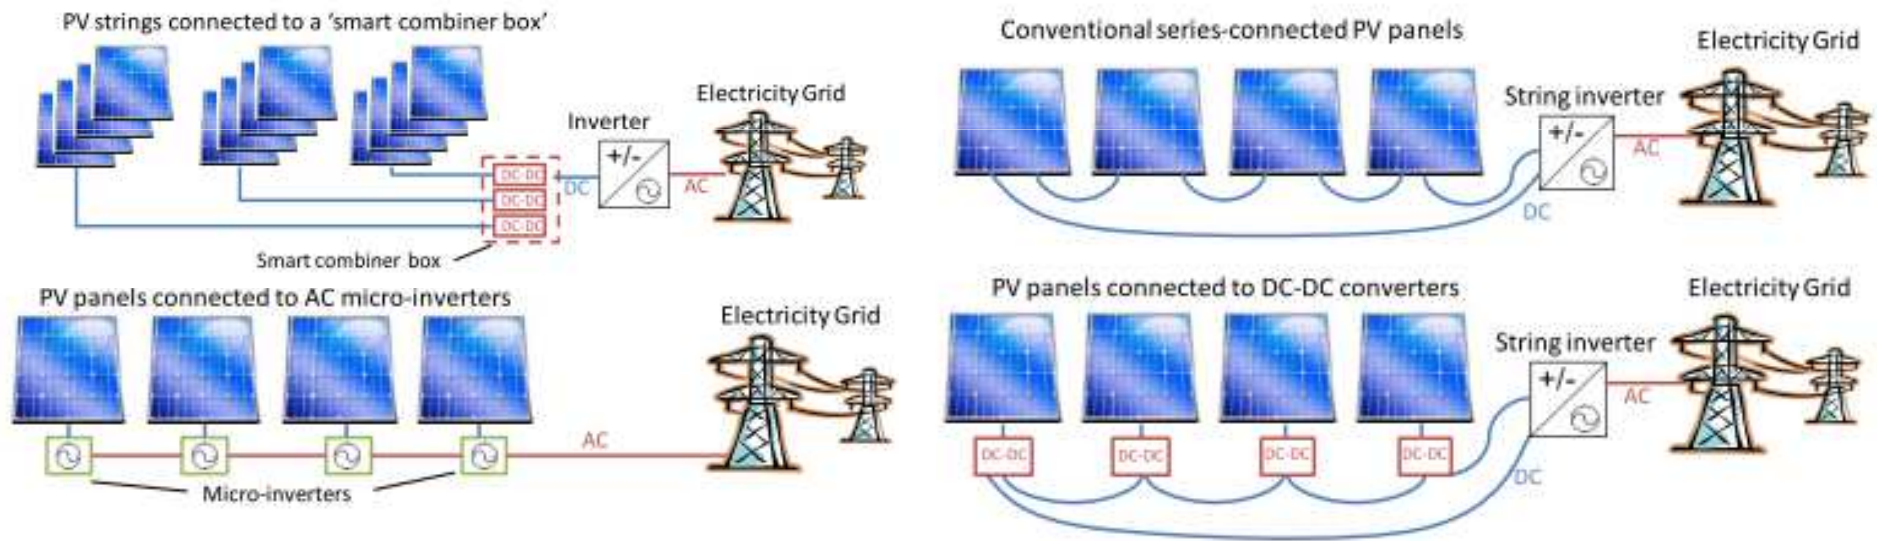 PV strings connected to a 'smart combiner box'
Electricity Grid
Inverter
+/-
DC-DC
DC-DC
DC-DC
DC
AC
Smart combiner box
Conventional series-connected PV panels
Electricity Grid
String inverter
+/-
AC
DC
PV panels connected to AC micro-inverters
Electricity Grid
AC
Micro-inverters
PV panels connected to DC-DC converters
Electricity Grid
String inverter
+/-
AC
DC-DC
DC-DC
DC-DC
DC-DC
DC